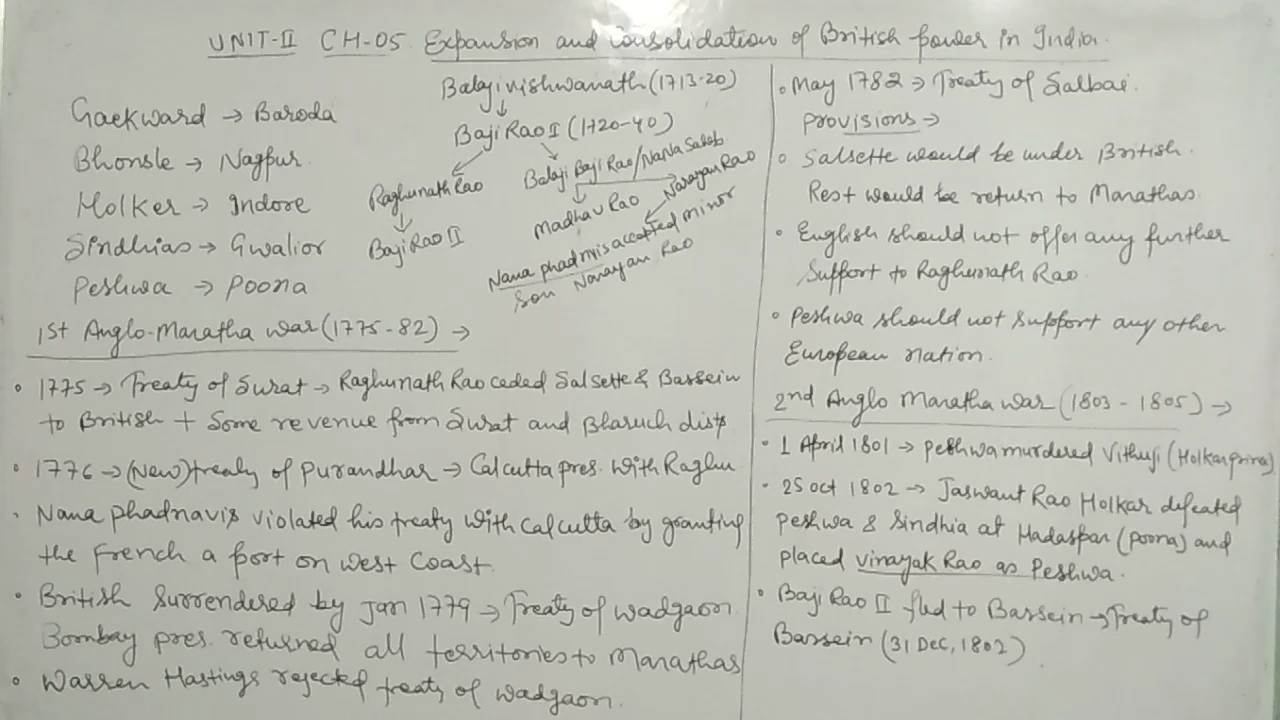 UNIT-II CH-05 Expansion and Consolidation of British power in India.
Gaekward → Baroda
Bhonsle → Nagpur
Holker → Indore
Sindhias → Gwalior
Peshwa → Poona
Balaji vishwanath (1713-20)
Baji Rao I (1720-40)
Raghunath Rao
Baji Rao II
Balaji Baji Rao/Nana Saheb
Madhav Rao
Narayan Rao
Nana phadnvis accepted minor
Son Narayan Rao
1st Anglo-Maratha war (1775-82) →
• 1775 → Treaty of Surat → Raghunath Rao ceded Salsette & Bassein
to British + Some revenue from Surat and Bharuch dists
• 1776 → (New) treaty of Purandhar → Calcutta pres. with Raghu
• Nana phadnavis violated his treaty with Calcutta by granting
the French a port on west coast.
• British Surrendered by Jan 1779 → Treaty of wadgaon.
Bombay pres. returned all territories to Marathas
• Warren Hastings rejected treaty of wadgaon.
• May 1782 → Treaty of Salbai.
provisions →
• Salsette would be under British.
Rest would be return to Marathas.
• English should not offer any further
Support to Raghunath Rao.
• Peshwa should not support any other
European nation.
2nd Anglo Maratha war (1803-1805) →
• 1 April 1801 → peshwa murdered Vithuji (Holkar prince)
• 25 oct 1802 → Jaswant Rao Holkar defeated
peshwa & Sindhia at Hadaspar (poona) and
placed vinayak Rao as Peshwa.
• Baji Rao II fled to Bassein → Treaty of
Bassein (31 Dec, 1802)